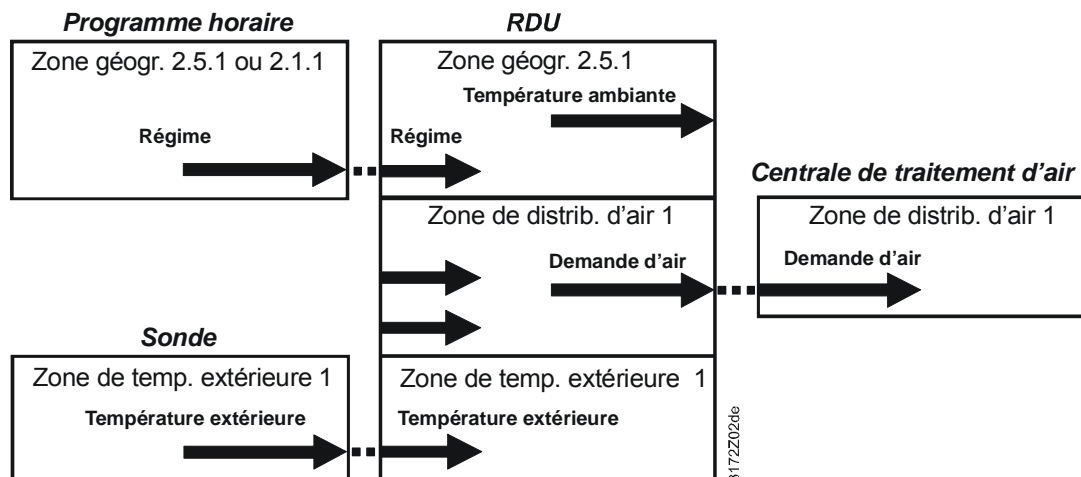 Programme horaire
RDU
Zone géogr. 2.5.1 ou 2.1.1
Zone géogr. 2.5.1
Température ambiante
Régime
Régime
Centrale de traitement d'air
Zone de distrib. d'air 1
Zone de distrib. d'air 1
Demande d'air
Demande d'air
Sonde
Zone de temp. extérieure 1
Zone de temp. extérieure 1
Température extérieure
Température extérieure
3172Z02de